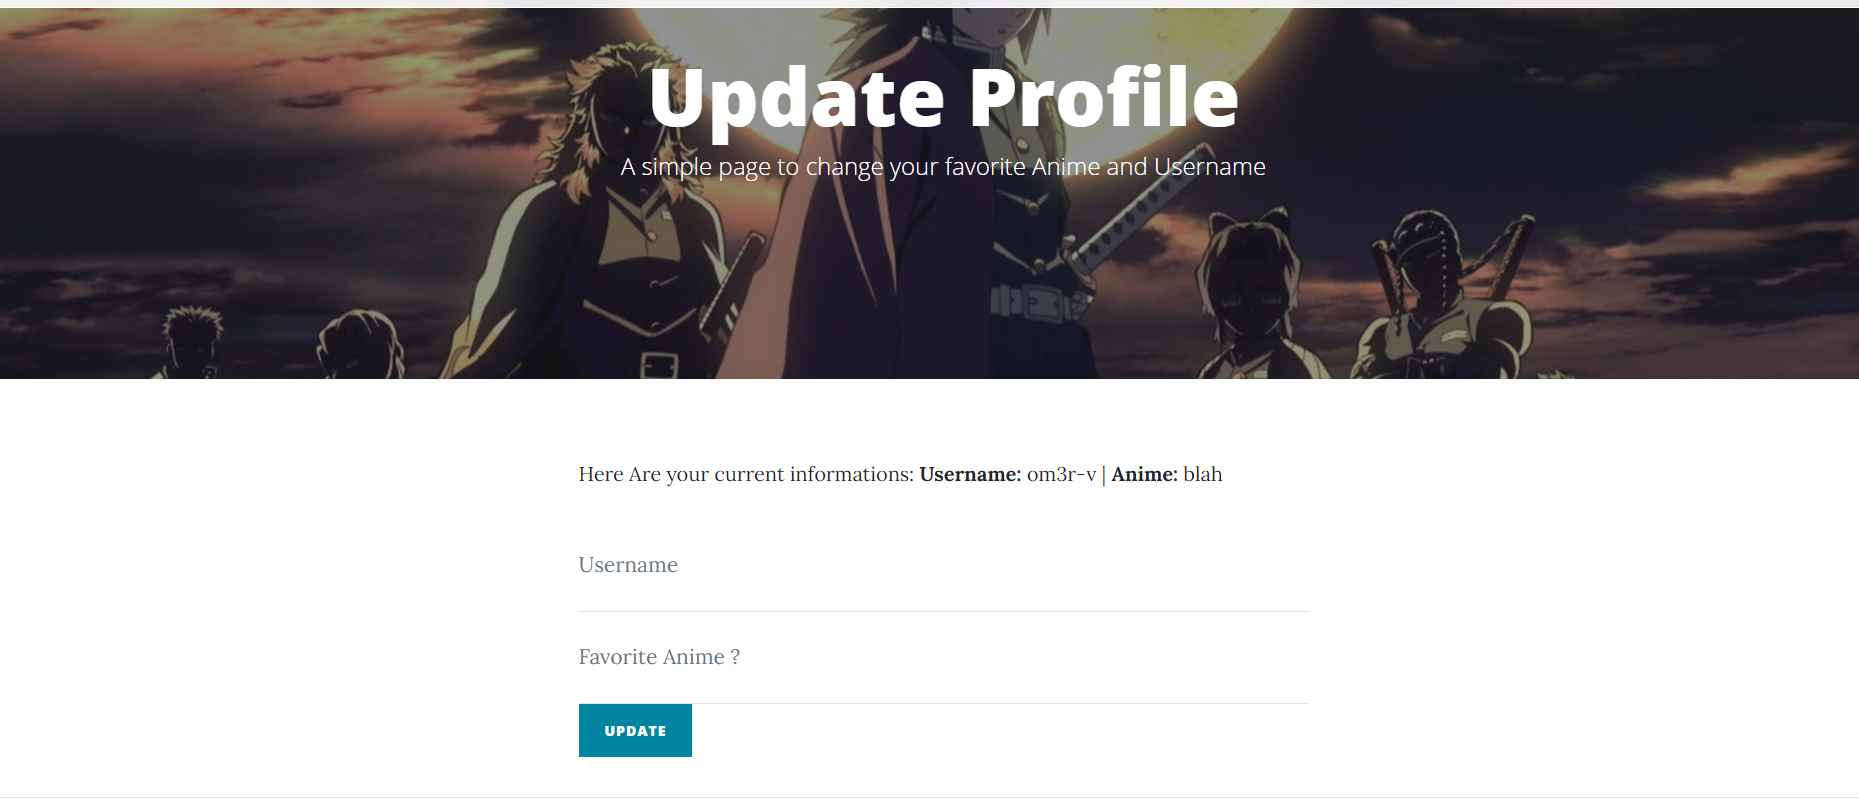 Update Profile
A simple page to change your favorite Anime and Username
Here Are your current informations: Username: om3r-v | Anime: blah
Username
Favorite Anime ?
UPDATE